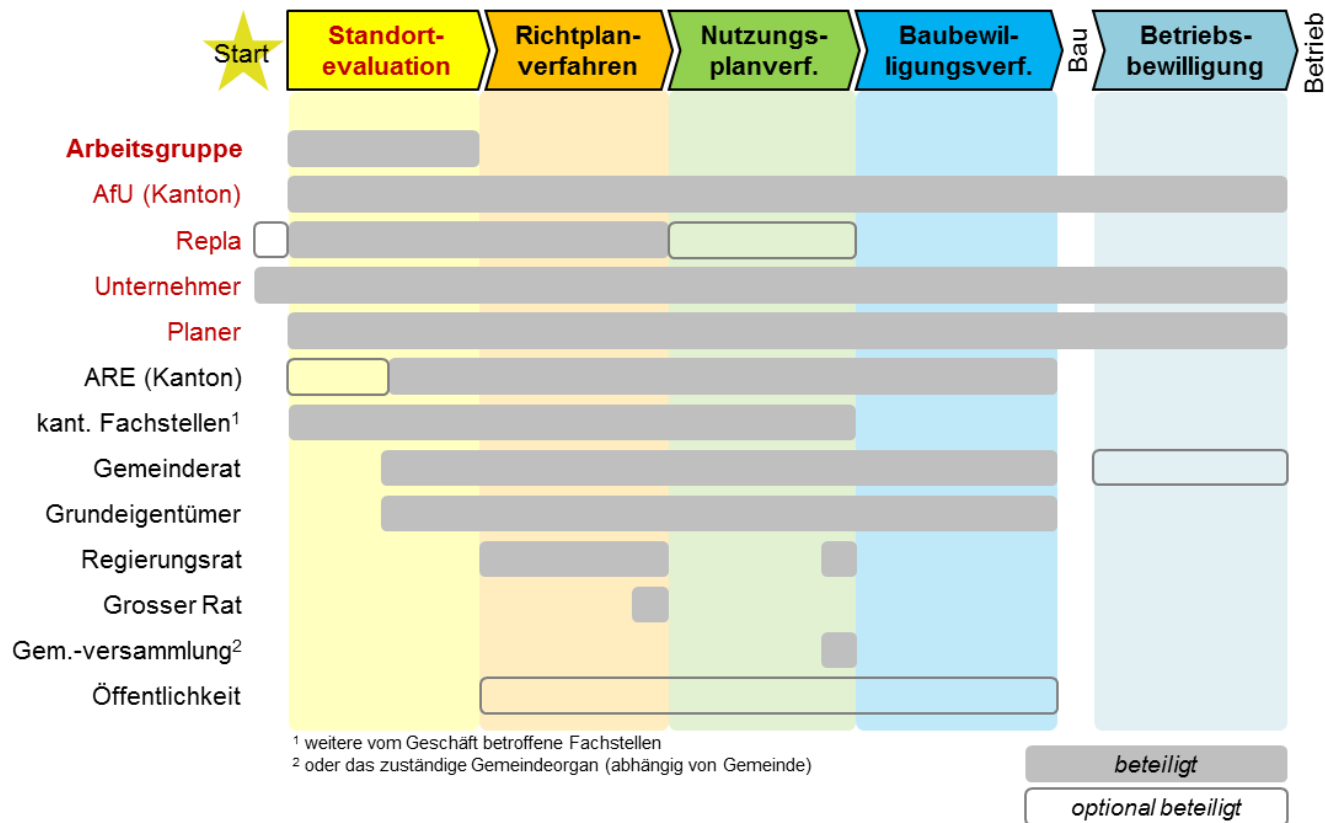 Start
Standort-
evaluation
Richtplan-
verfahren
Nutzungs-
planverf.
Baubewil-
ligungsverf.
Bau
Betriebs-
bewilligung
Betrieb
Arbeitsgruppe
AfU (Kanton)
Repla
Unternehmer
Planer
ARE (Kanton)
kant. Fachstellen¹
Gemeinderat
Grundeigentümer
Regierungsrat
Grosser Rat
Gem.-versammlung²
Öffentlichkeit
¹ weitere vom Geschäft betroffene Fachstellen
² oder das zuständige Gemeindeorgan (abhängig von Gemeinde)
beteiligt
optional beteiligt